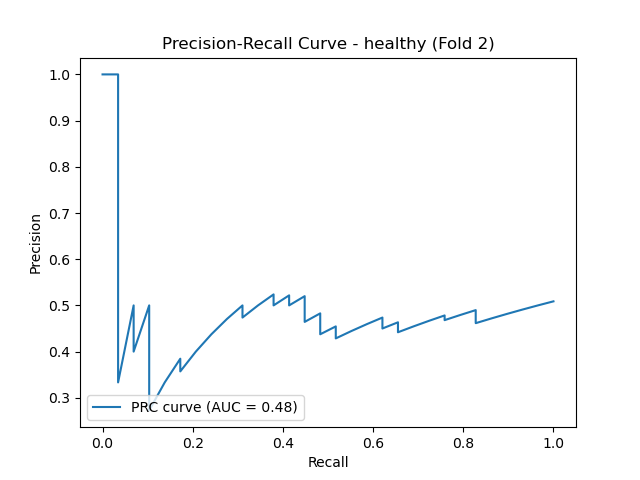 Precision-Recall Curve - healthy (Fold 2)
1.0
0.9
0.8
0.7
0.6
0.5
0.4
0.3
Precision
PRC curve (AUC = 0.48)
0.0 0.2 0.4 0.6 0.8 1.0
Recall